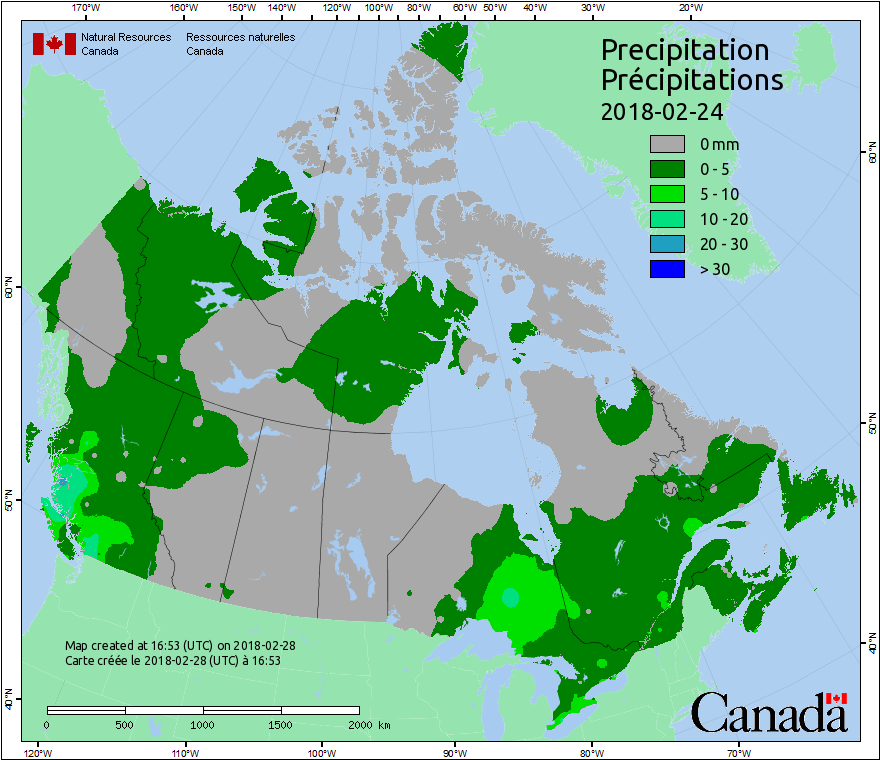 170°W 160°W 150°W 140°W 130°W 120°W 110°W 100°W 90°W 80°W 60°W 50°W 40°W 30°W 20°W
Natural Resources Ressources naturelles
Canada Canada
Precipitation
Précipitations
2018-02-24
0 mm
0 - 5
5 - 10
10 - 20
20 - 30
> 30
60°N
60°N
50°N
50°N
40°N
40°N
Map created at 16:53 (UTC) on 2018-02-28
Carte créée le 2018-02-28 (UTC) à 16:53
0 500 1000 1500 2000 km
Canada
120°W 110°W 100°W 90°W 80°W 70°W